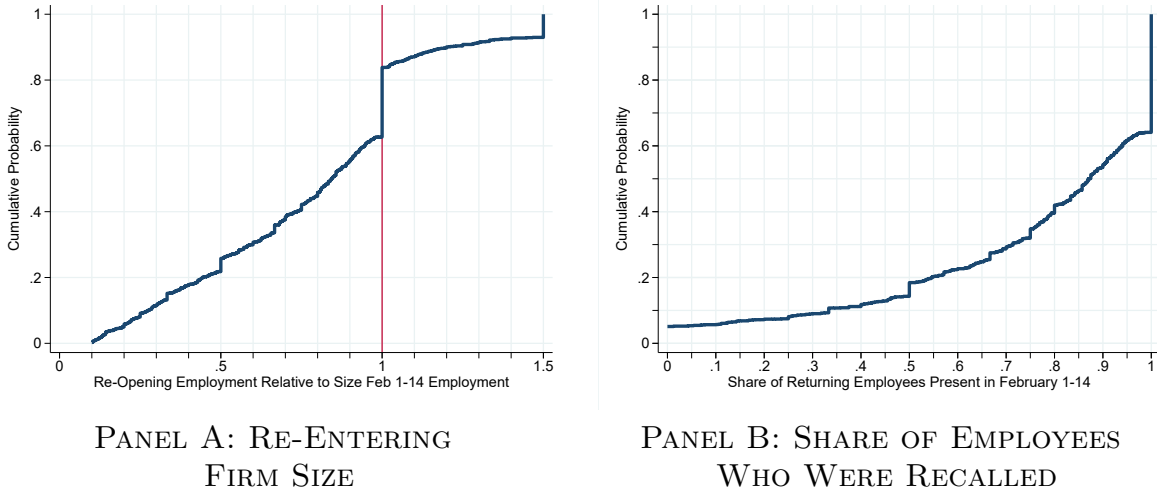 1
.8
.6
.4
.2
0
Cumulative Probability
0 .5 1 1.5
Re-Opening Employment Relative to Size Feb 1-14 Employment
PANEL A: RE-ENTERING
FIRM SIZE
1
.8
.6
.4
.2
0
Cumulative Probability
0 .1 .2 .3 .4 .5 .6 .7 .8 .9 1
Share of Returning Employees Present in February 1-14
PANEL B: SHARE OF EMPLOYEES
WHO WERE RECALLED